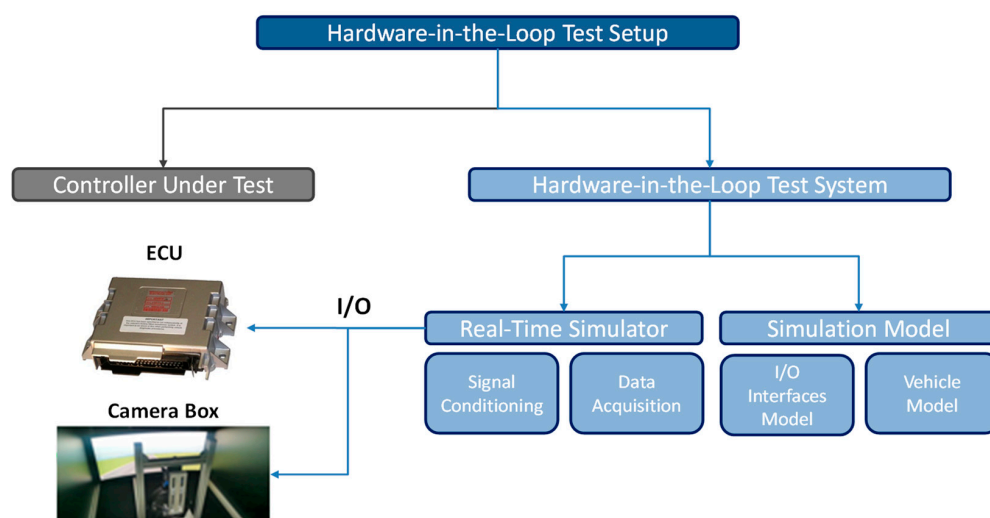 Hardware-in-the-Loop Test Setup
Controller Under Test
Hardware-in-the-Loop Test System
ECU
I/O
Real-Time Simulator
Simulation Model
Signal
Conditioning
Data
Acquisition
I/O
Interfaces
Model
Vehicle
Model
Camera Box